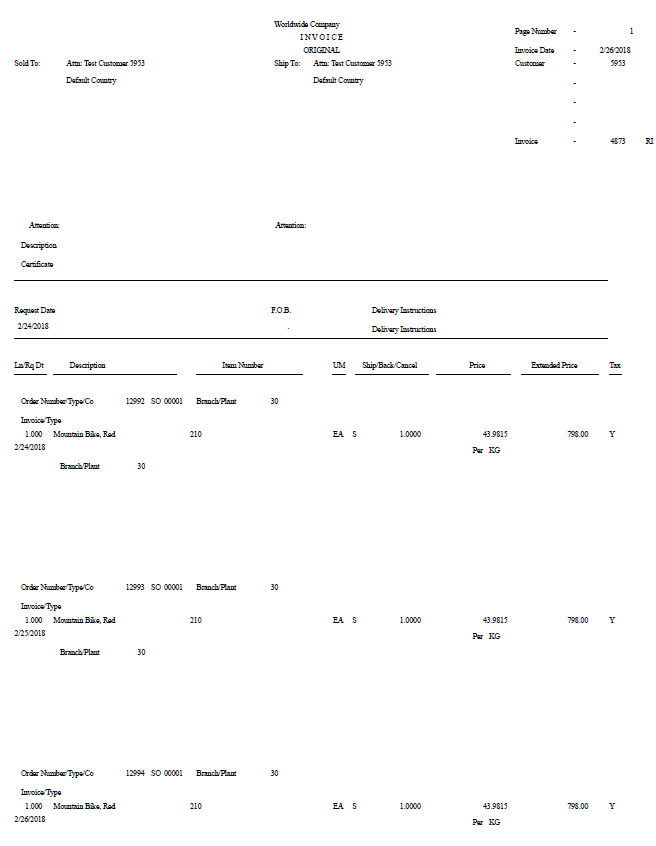 Worldwide Company
I N V O I C E
ORIGINAL
Page Number - 1
Invoice Date - 2/26/2018
Sold To: Attn: Test Customer 5953
Ship To: Attn: Test Customer 5953
Customer - 5953
Default Country
Default Country
-
-
-
Invoice - 4873 RI
Attention: Attention:
Description
Certificate
Request Date F.O.B. Delivery Instructions
2/24/2018 . Delivery Instructions
Ln/Rq Dt Description Item Number UM Ship/Back/Cancel Price Extended Price Tax
Order Number/Type/Co 12992 SO 00001 Branch/Plant 30
Invoice/Type
1.000 Mountain Bike, Red 210 EA S 1.0000 43.9815 798.00 Y
2/24/2018 Per KG
Branch/Plant 30
Order Number/Type/Co 12993 SO 00001 Branch/Plant 30
Invoice/Type
1.000 Mountain Bike, Red 210 EA S 1.0000 43.9815 798.00 Y
2/25/2018 Per KG
Branch/Plant 30
Order Number/Type/Co 12994 SO 00001 Branch/Plant 30
Invoice/Type
1.000 Mountain Bike, Red 210 EA S 1.0000 43.9815 798.00 Y
2/26/2018 Per KG